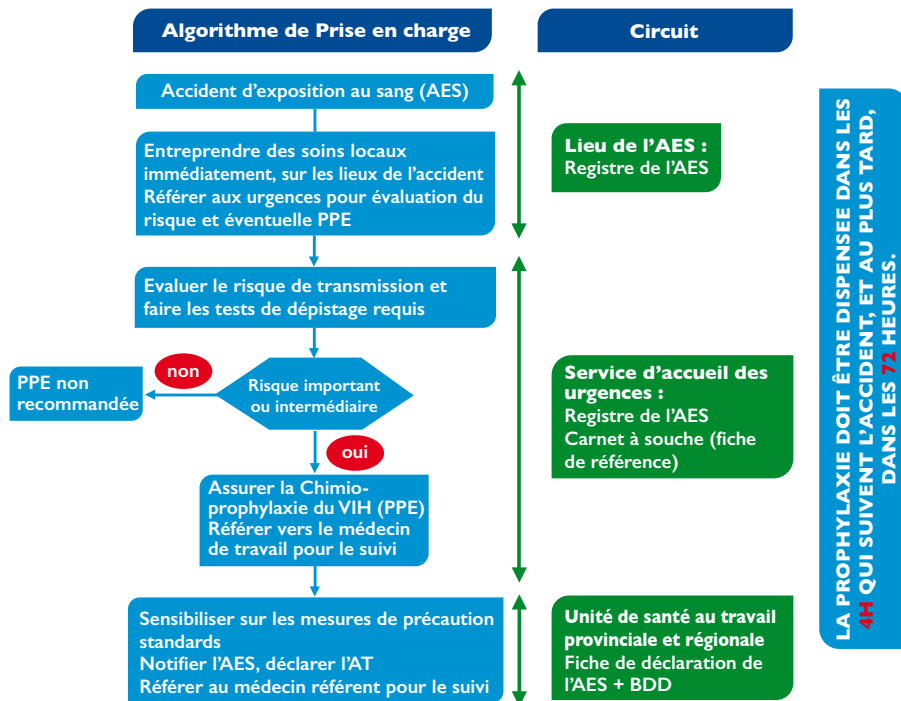 Algorithme de Prise en charge
Circuit
Accident d'exposition au sang (AES)
Entreprendre des soins locaux
immédiatement, sur les lieux de l'accident
Référer aux urgences pour évaluation du
risque et éventuelle PPE
Lieu de l'AES :
Registre de l'AES
Evaluer le risque de transmission et
faire les tests de dépistage requis
non
PPE non
recommandée
Risque important
ou intermédiaire
oui
Assurer la Chimio-
prophylaxie du VIH (PPE)
Référer vers le médecin
de travail pour le suivi
Service d'accueil des
urgences :
Registre de l'AES
Carnet à souche (fiche
de référence)
Sensibiliser sur les mesures de précaution
standards
Notifier l'AES, déclarer l'AT
Référer au médecin référent pour le suivi
Unité de santé au travail
provinciale et régionale
Fiche de déclaration de
l'AES + BDD
LA PROPHYLAXIE DOIT ÊTRE DISPENSEE DANS LES
4H QUI SUIVENT L'ACCIDENT, ET AU PLUS TARD,
DANS LES 72 HEURES.